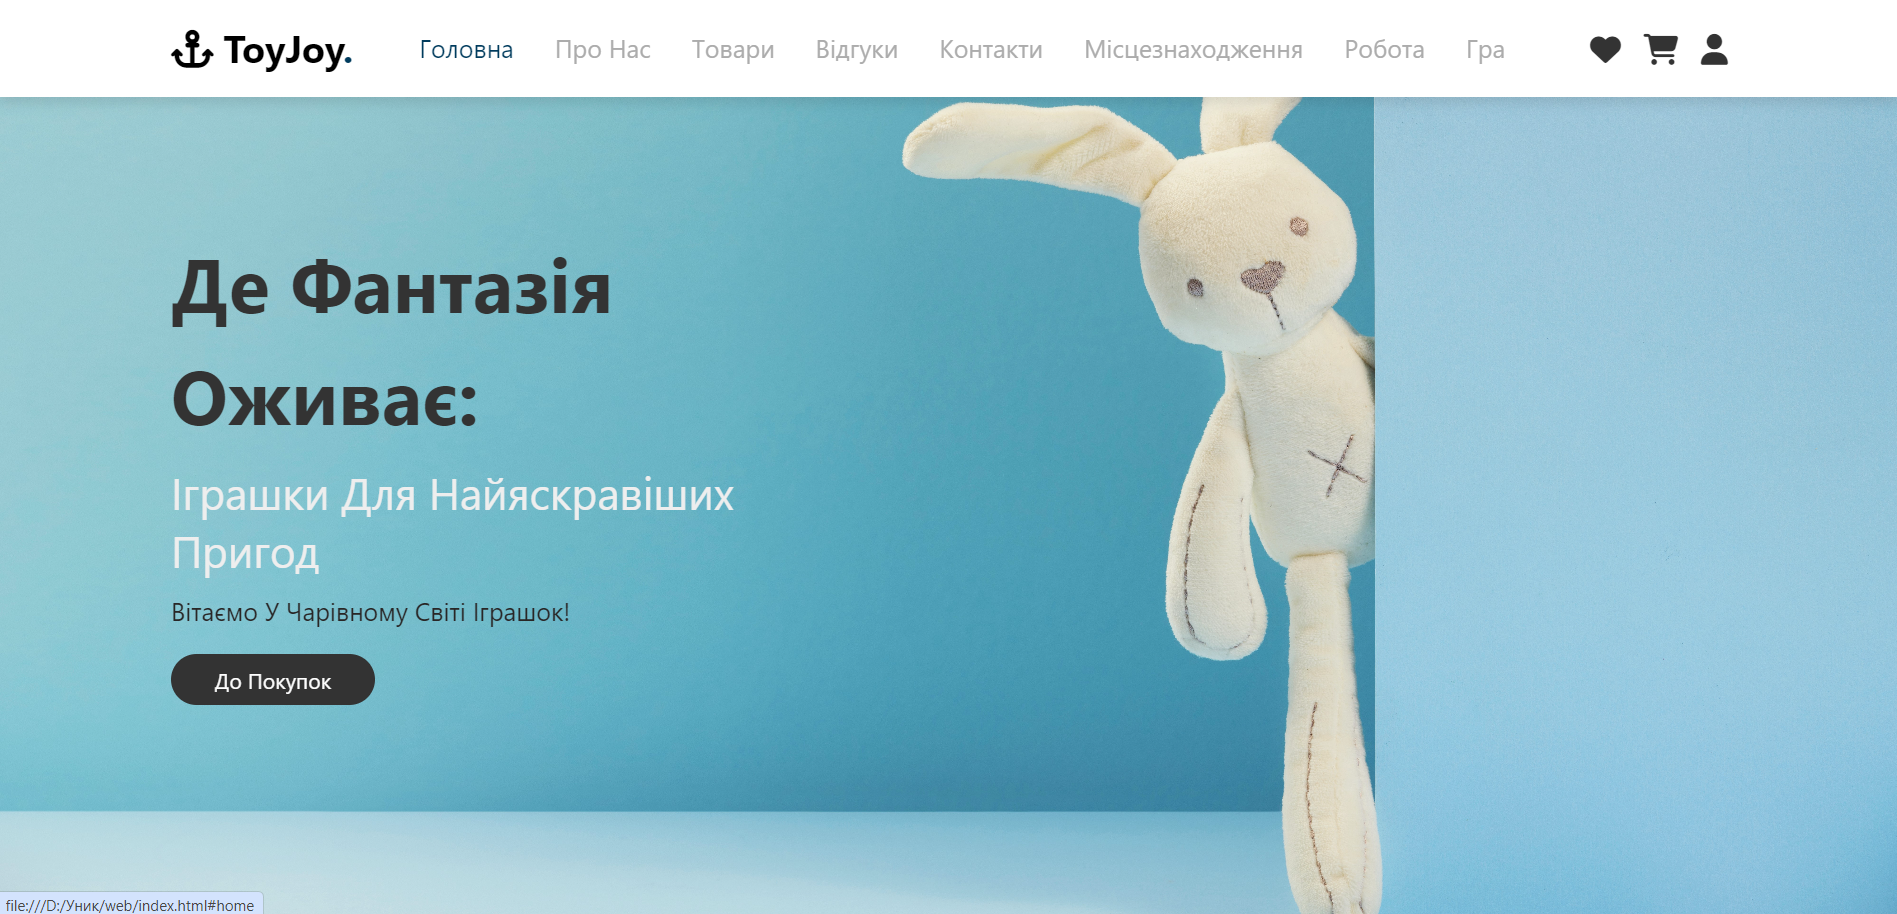 ToyJoy.
Головна Про Нас Товари Відгуки Контакти Місцезнаходження Робота Гра
Де Фантазія
Оживає:
Іграшки Для Найяскравіших
Пригод
Вітаємо У Чарівному Світі Іграшок!
До Покупок
file:///D:/Уник/web/index.html#home